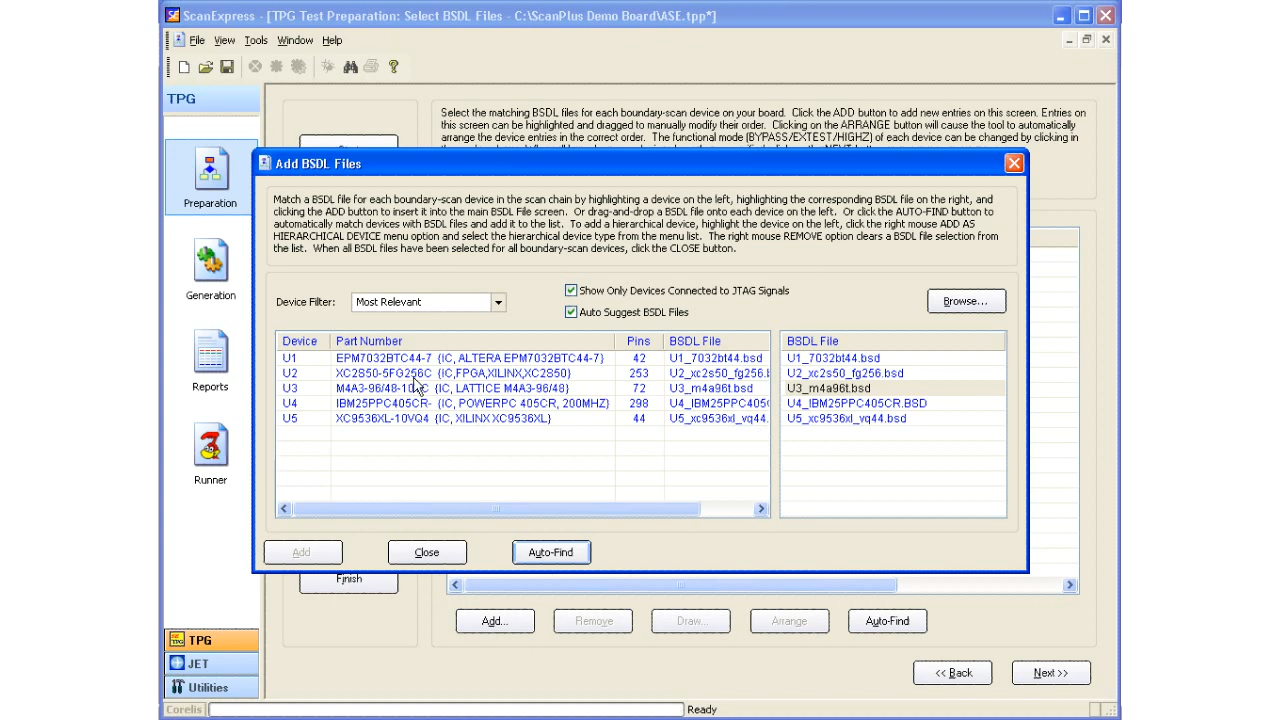 ScanExpress - [TPG Test Preparation: Select BSDL Files - C:\ScanPlus Demo Board\ASE.tpp*]
File View Tools Window Help
TPG
Select the matching BSDL files for each boundary-scan device on your board. Click the ADD button to add new entries on this screen. Entries on
this screen can be highlighted and dragged to manually modify their order. Clicking on the ARRANGE button will cause the tool to automatically
arrange the device entries in the correct order. The functional mode (BYPASS/EXTEST/HIGHZ) of each device can be changed by clicking in
Add BSDL Files
Match a BSDL file for each boundary-scan device in the scan chain by highlighting a device on the left, highlighting the corresponding BSDL file on the right, and
clicking the ADD button to insert it into the main BSDL File screen. Or drag-and-drop a BSDL file onto each device on the left. Or click the AUTO-FIND button to
automatically match devices with BSDL files and add it to the list. To add a hierarchical device, highlight the device on the left, click the right mouse ADD AS
HIERARCHICAL DEVICE menu option and select the hierarchical device type from the menu list. The right mouse REMOVE option clears a BSDL file selection from
the list. When all BSDL files have been selected for all boundary-scan devices, click the CLOSE button.
Preparation
Generation
Reports
Runner
Device Filter: Most Relevant
Show Only Devices Connected to JTAG Signals
Auto Suggest BSDL Files
Browse...
Device Part Number Pins BSDL File BSDL File
U1 EPM7032BTC44-7 {IC, ALTERA EPM7032BTC44-7} 42 U1_7032bt44.bsd U1_7032bt44.bsd
U2 XC2S50-5FG256C {IC,FPGA,XILINX,XC2S50} 253 U2_xc2s50_fg256.b U2_xc2s50_fg256.bsd
U3 M4A3-96/48-10 C {IC, LATTICE M4A3-96/48} 72 U3_m4a96t.bsd U3_m4a96t.bsd
U4 IBM25PPC405CR- {IC, POWERPC 405CR, 200MHZ} 298 U4_IBM25PPC405 U4_IBM25PPC405CR.BSD
U5 XC9536XL-10VQ4 {IC, XILINX XC9536XL} 44 U5_xc9536xl_vq44. U5_xc9536xl_vq44.bsd
Add Close Auto-Find
Finish
Add... Remove Draw... Arrange Auto-Find
<< Back Next >>
TPG
JET
Utilities
Corelis Ready